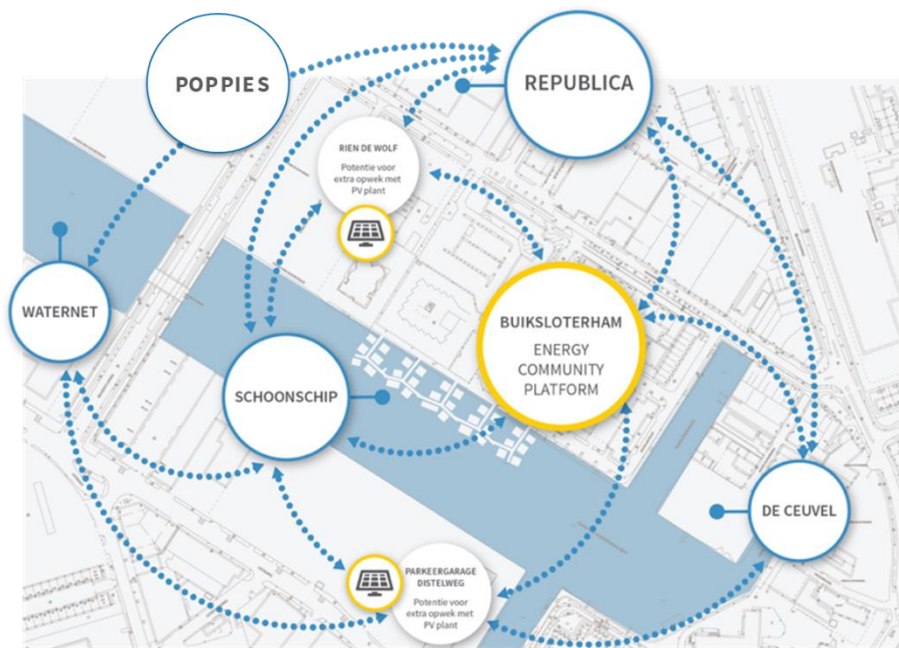 POPPIES
REPUBLICA
RIEN DE WOLF
Potentie voor
extra opwek met
PV plant
WATERNET
BUIKSLOTERHAM
ENERGY
COMMUNITY
PLATFORM
SCHOONSCHIP
DE CEUVEL
PARKEERGARAGE
DISTELWEG
Potentie voor
extra opwek met
PV plant